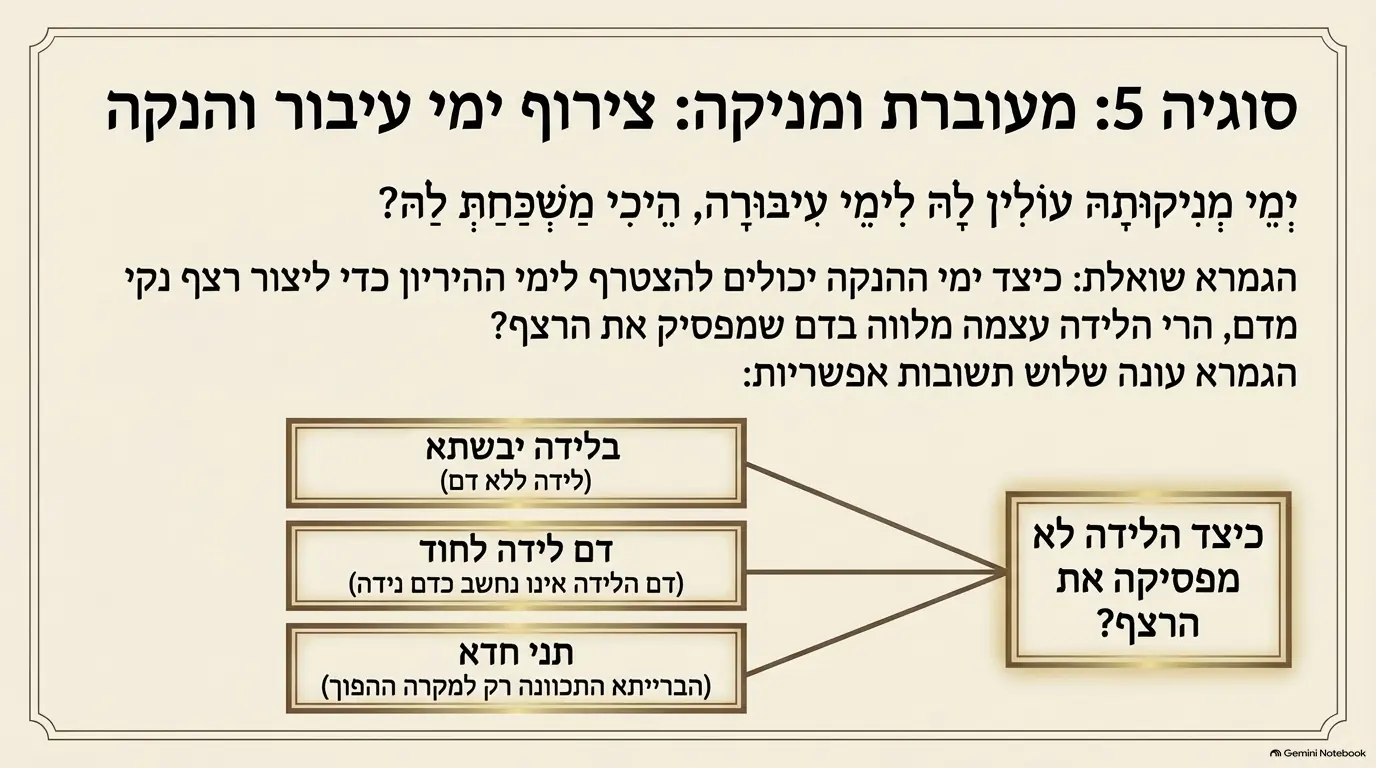 סוגיה 5: מעוברת ומניקה: צירוף ימי עיבור והנקה
יְמֵי מְנִיקוּתָהּ עוֹלִין לָהּ לִימֵי עִיבּוּרָה, הֵיכִי מַשְׁכַּחַתְּ לַהּ?
הגמרא שואלת: כיצד ימי ההנקה יכולים להצטרף לימי ההיריון כדי ליצור רצף נקי
מדם, הרי הלידה עצמה מלווה בדם שמפסיק את הרצף?
הגמרא עונה שלוש תשובות אפשריות:
כיצד הלידה לא
מפסיקה את
הרצף?
בלידה יבשתא
(לידה ללא דם)
דם לידה לחוד
(דם הלידה אינו נחשב כדם נידה)
תני חדא
(הברייתא התכוונה רק למקרה ההפוך)
Gemini Notebook